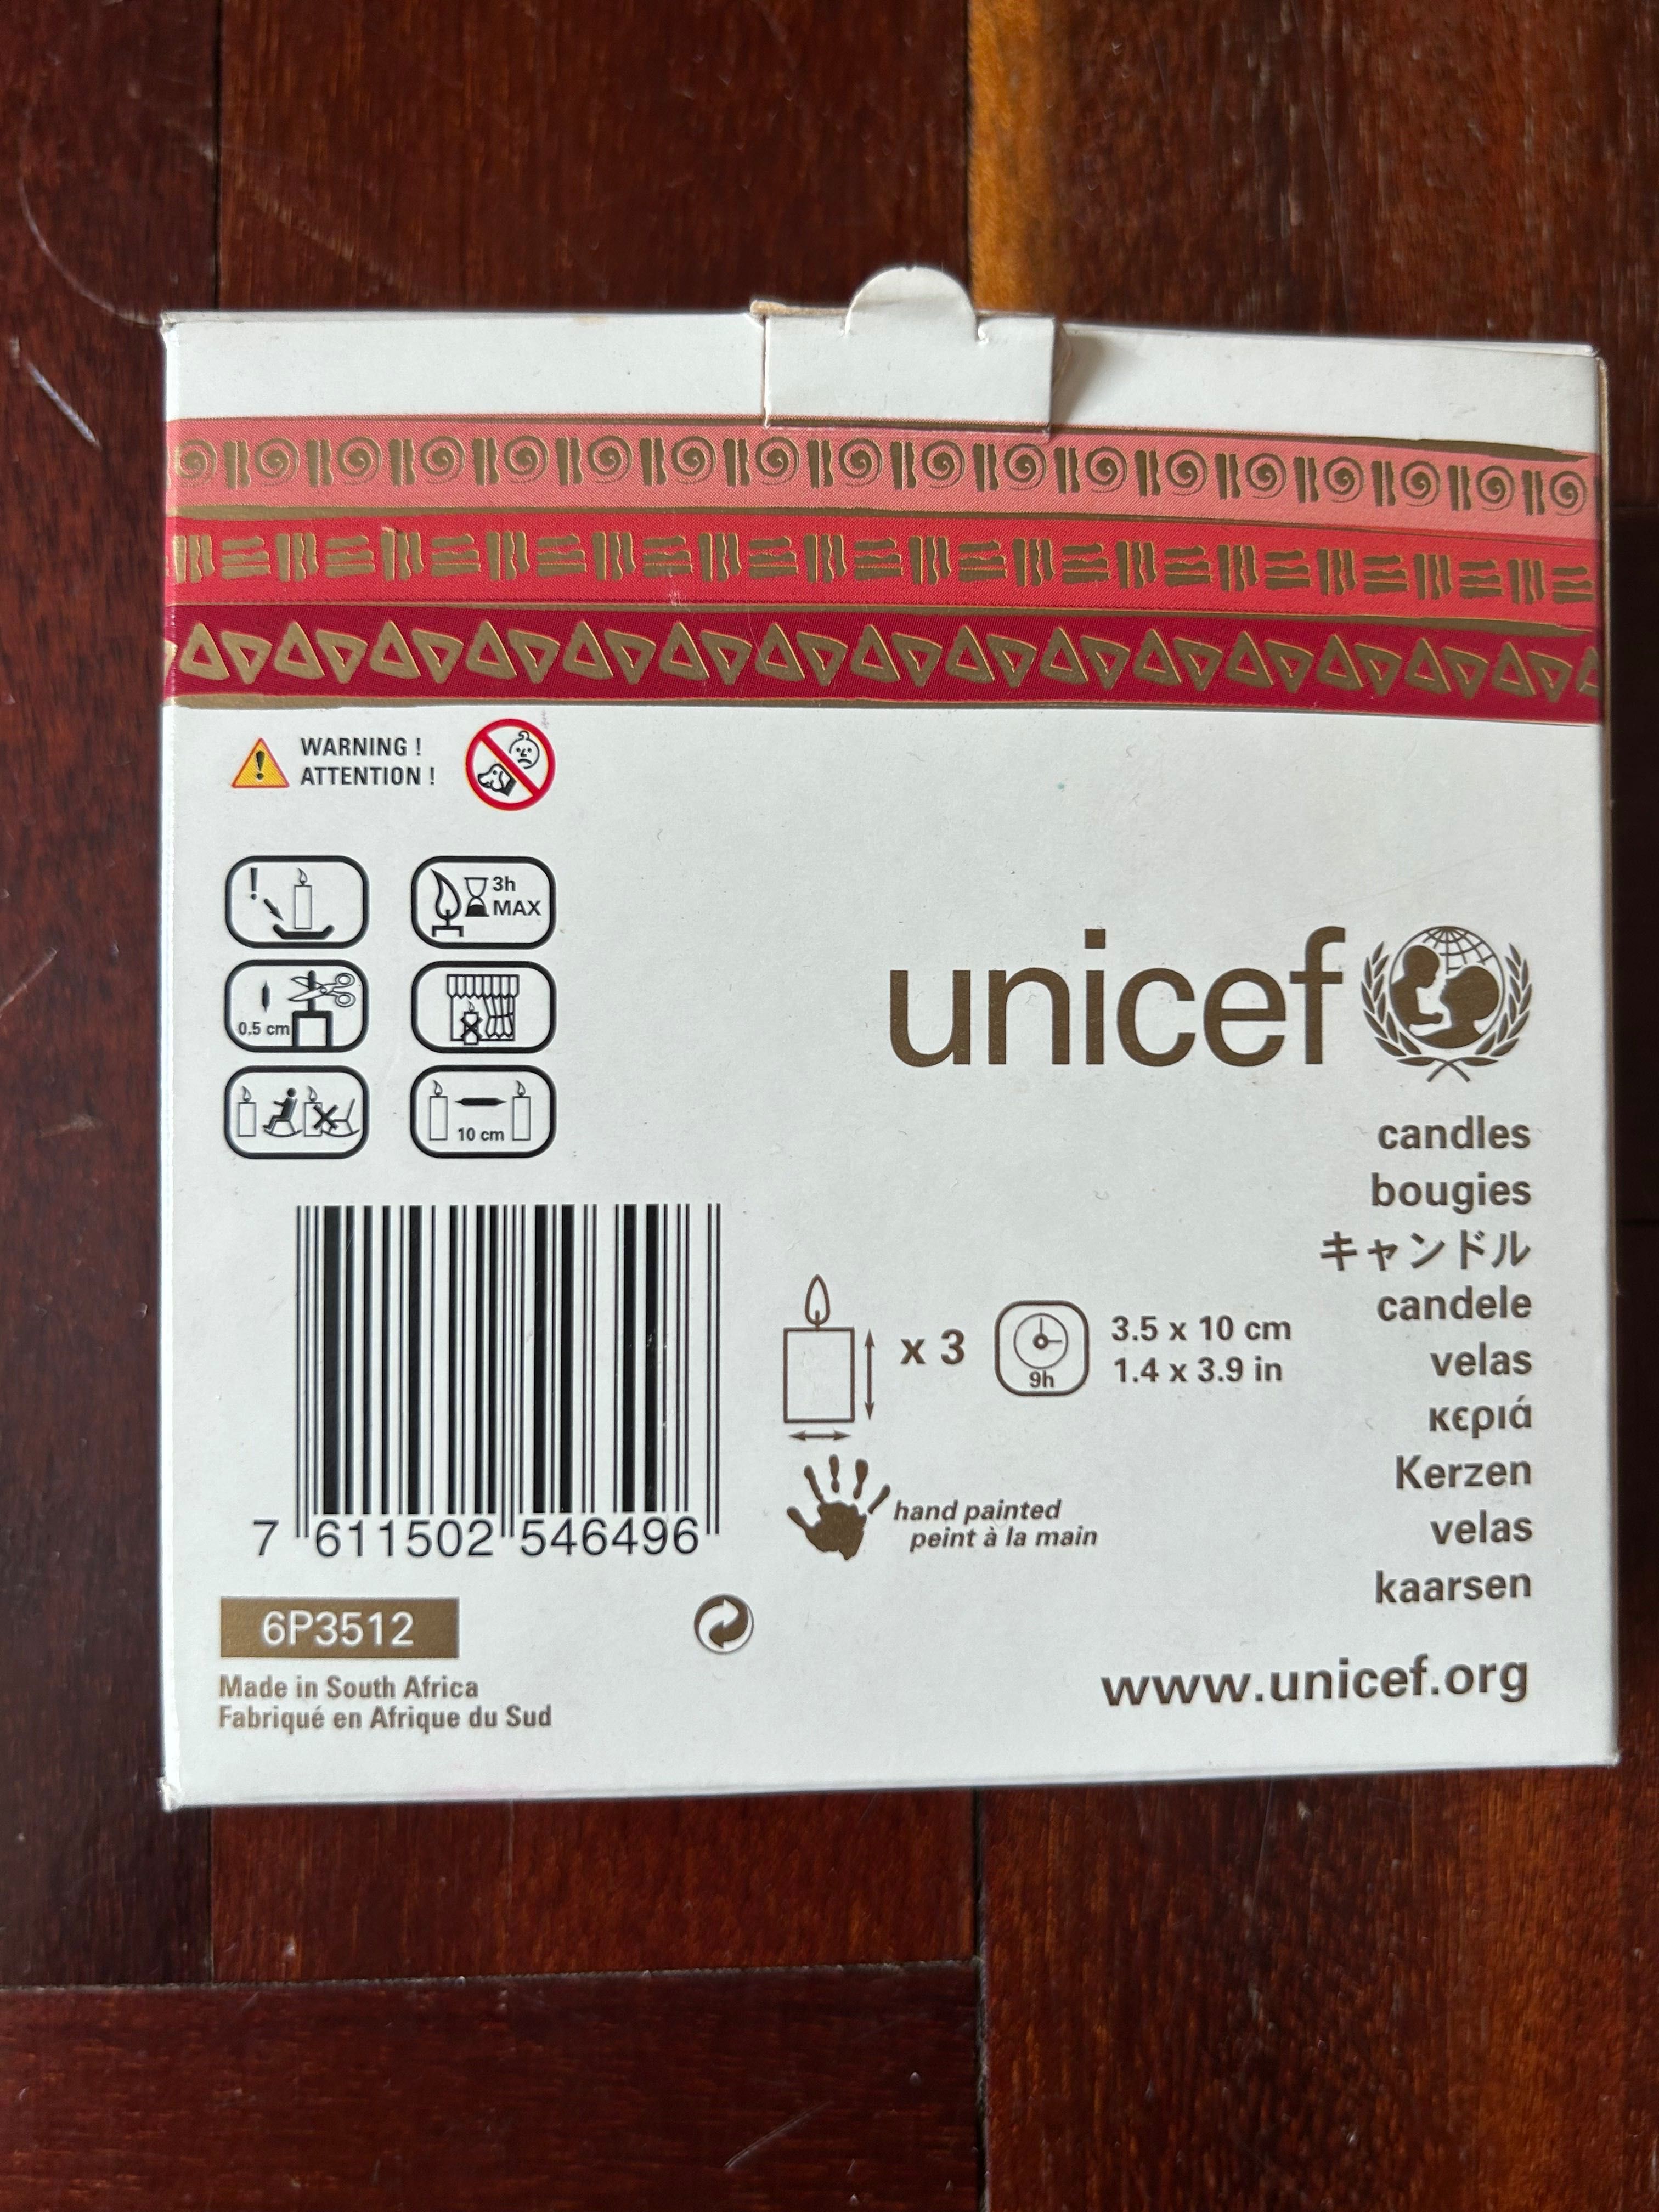 WARNING !
ATTENTION !
!
3h
MAX
0.5 cm
10 cm
unicef
candles
bougies
キャンドル
candele
velas
κεριά
Kerzen
velas
kaarsen
x 3
9h
3.5 x 10 cm
1.4 x 3.9 in
hand painted
peint à la main
7 611502 546496
6P3512
Made in South Africa
Fabriqué en Afrique du Sud
www.unicef.org